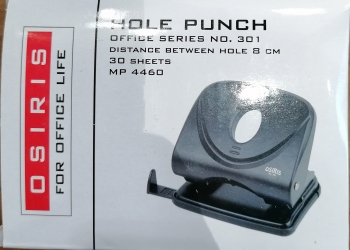 HOLE PUNCH
OFFICE SERIES NO. 301
DISTANCE BETWEEN HOLE 8 CM
30 SHEETS
MP 4460
OSIRIS
FOR OFFICE LIFE
OSIRIS